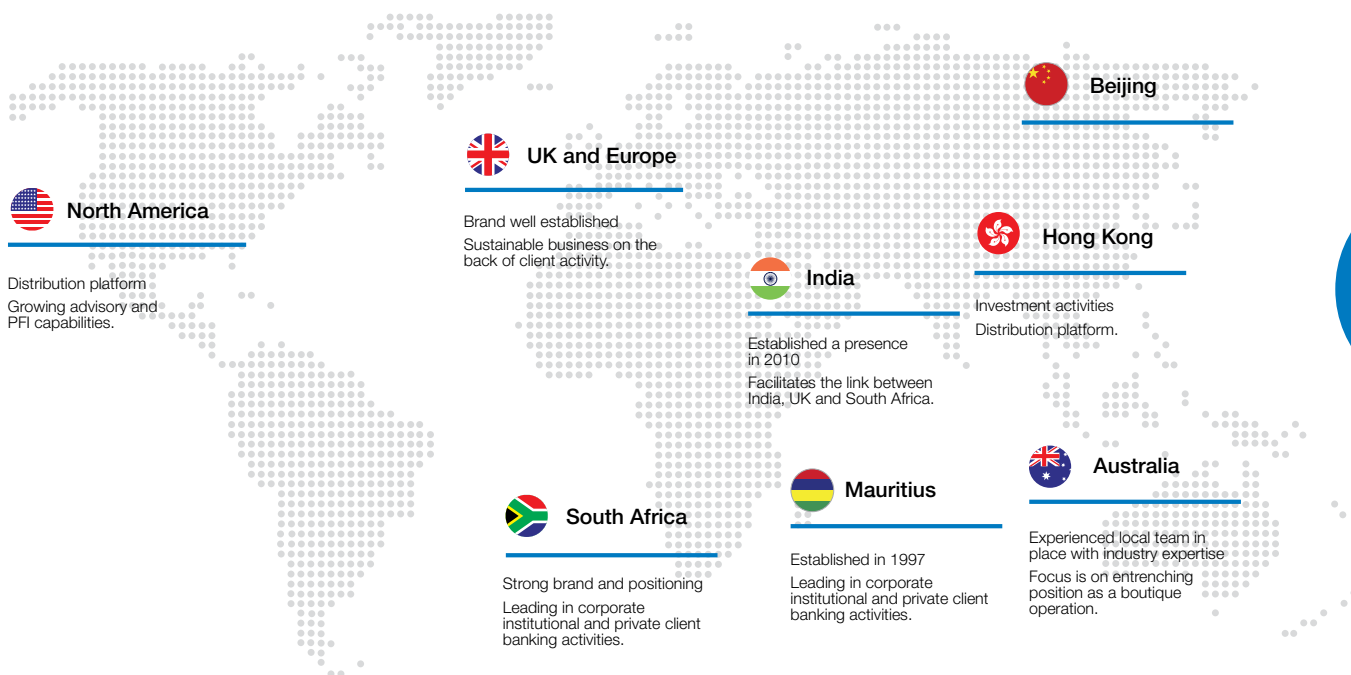 North America
Distribution platform
Growing advisory and
PFI capabilities.
UK and Europe
Brand well established
Sustainable business on the
back of client activity.
Beijing
Hong Kong
Investment activities
Distribution platform.
India
Established a presence
in 2010
Facilitates the link between
India, UK and South Africa.
South Africa
Strong brand and positioning
Leading in corporate
institutional and private client
banking activities.
Mauritius
Established in 1997
Leading in corporate
institutional and private client
banking activities.
Australia
Experienced local team in
place with industry expertise
Focus is on entrenching
position as a boutique
operation.